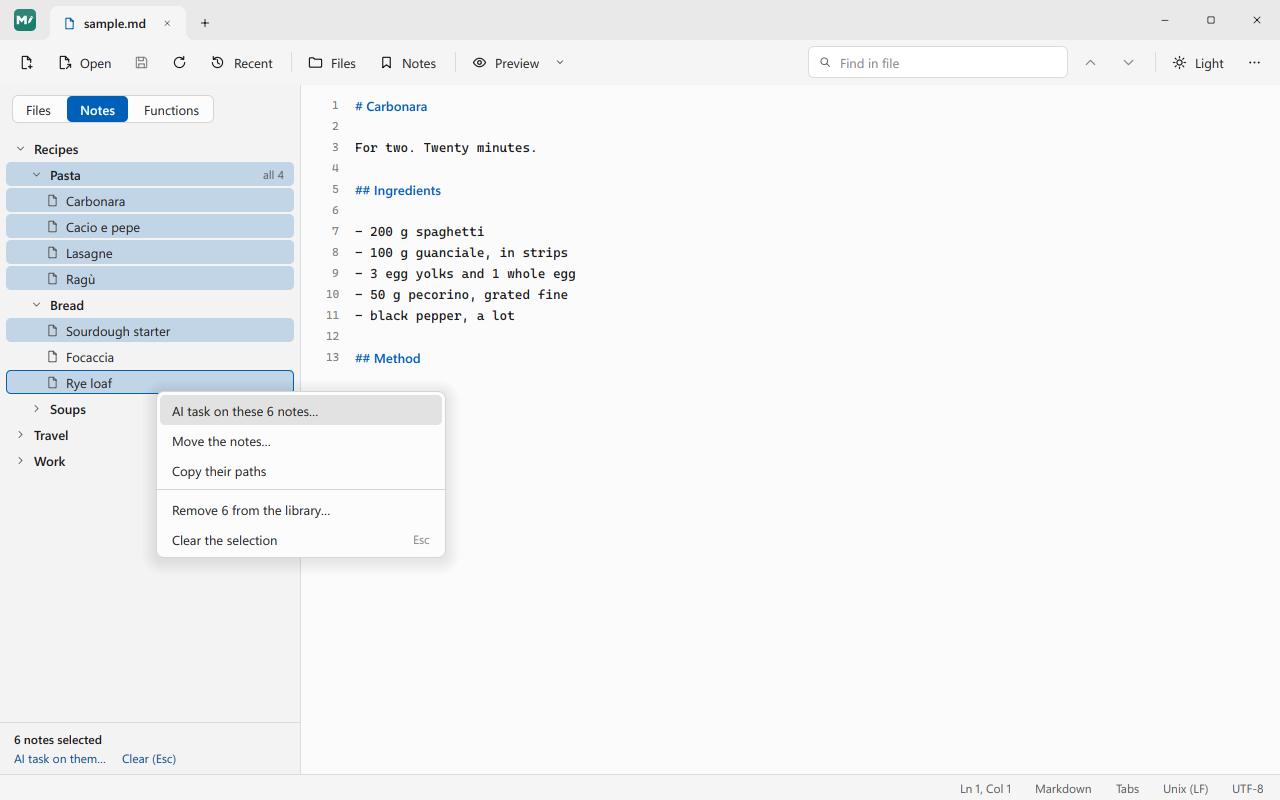 M
sample.md
Open
Recent
Files
Notes
Preview
Find in file
Light
Files
Notes
Functions
Recipes
Pasta
all 4
Carbonara
Cacio e pepe
Lasagne
Ragù
Bread
Sourdough starter
Focaccia
Rye loaf
Soups
Travel
Work
AI task on these 6 notes...
Move the notes...
Copy their paths
Remove 6 from the library...
Clear the selection Esc
6 notes selected
AI task on them... Clear (Esc)
1 # Carbonara
2
3 For two. Twenty minutes.
4
5 ## Ingredients
6
7 - 200 g spaghetti
8 - 100 g guanciale, in strips
9 - 3 egg yolks and 1 whole egg
10 - 50 g pecorino, grated fine
11 - black pepper, a lot
12
13 ## Method
Ln 1, Col 1 Markdown Tabs Unix (LF) UTF-8